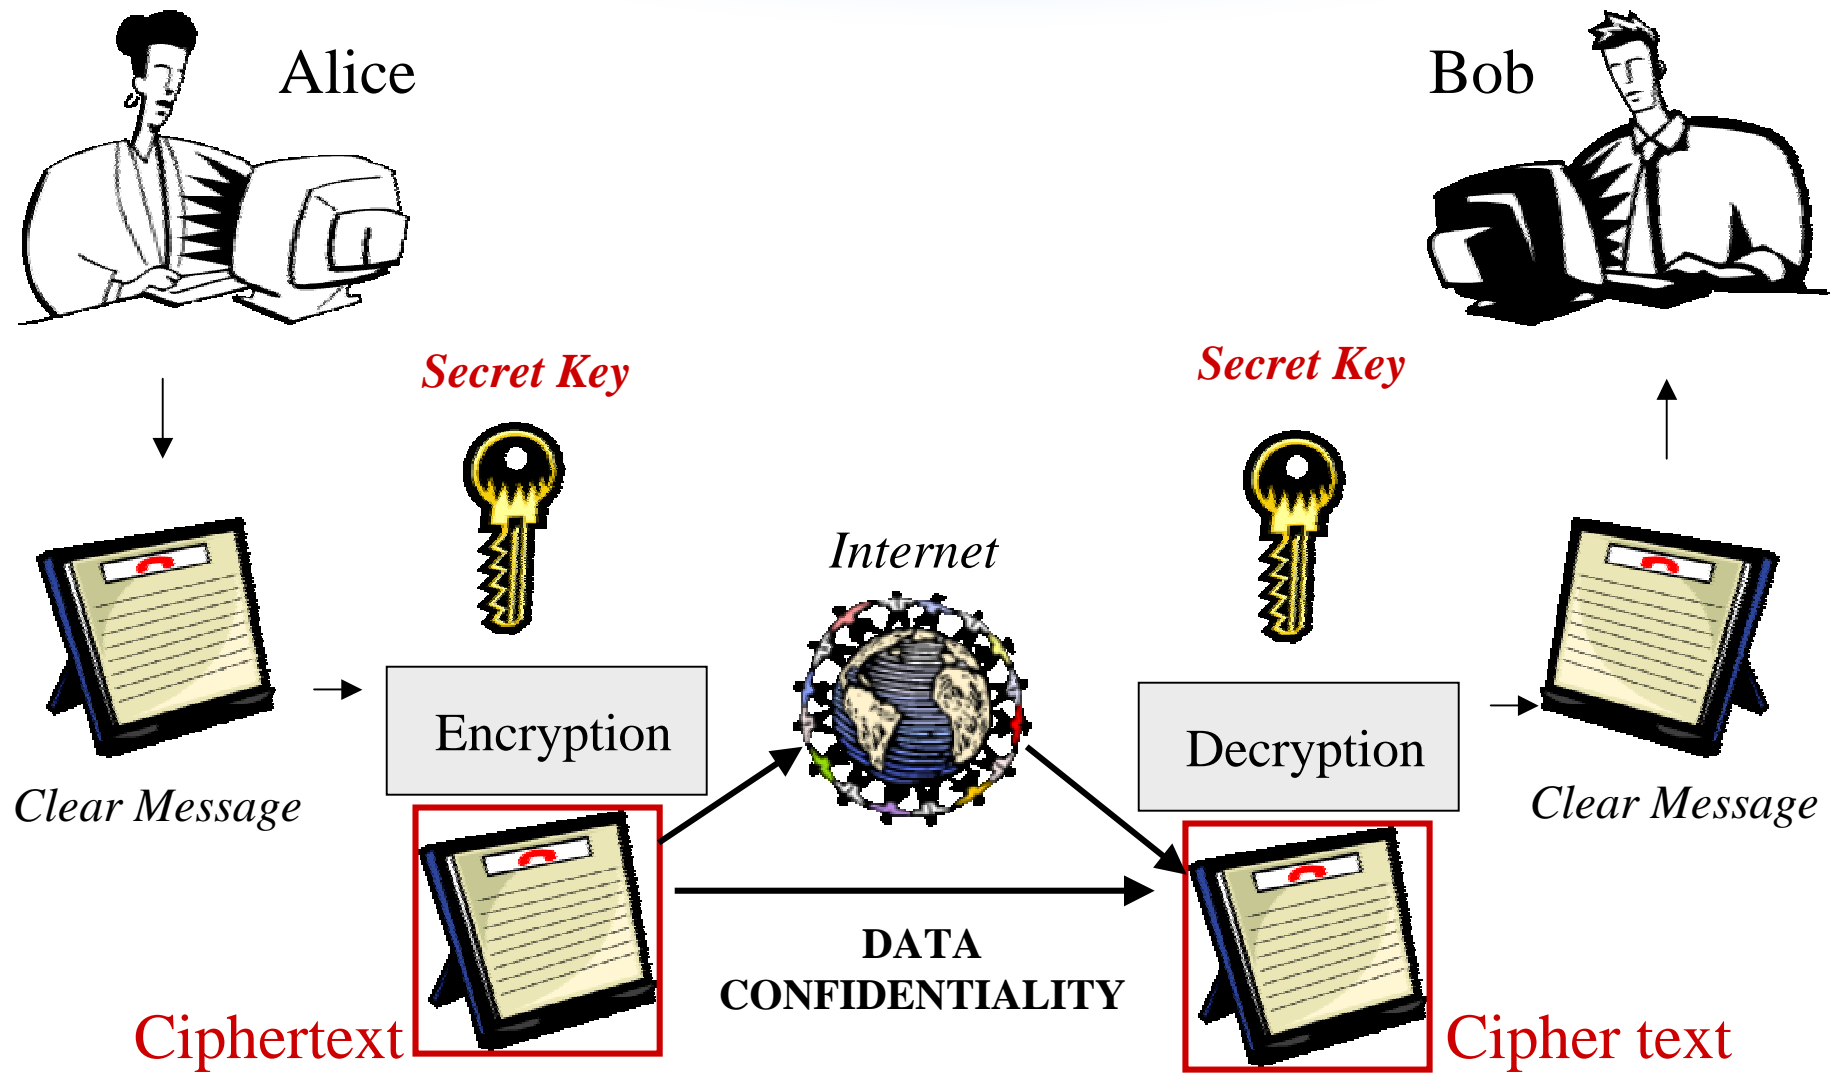 Alice
Bob
Secret Key
Secret Key
Internet
Encryption
Decryption
Clear Message
Clear Message
DATA
CONFIDENTIALITY
Ciphertext
Cipher text